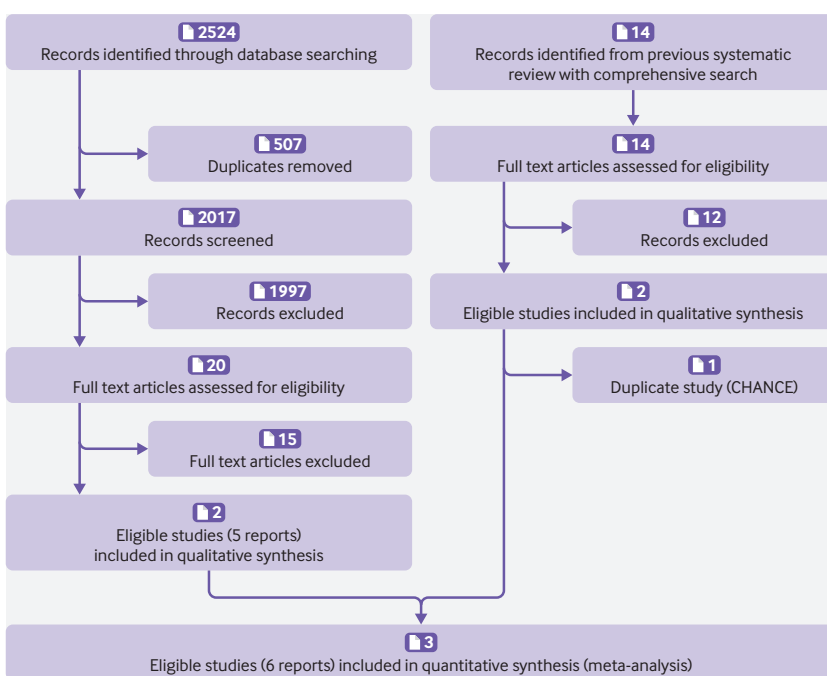 2524
Records identified through database searching
507
Duplicates removed
2017
Records screened
1997
Records excluded
20
Full text articles assessed for eligibility
15
Full text articles excluded
2
Eligible studies (5 reports)
included in qualitative synthesis
14
Records identified from previous systematic
review with comprehensive search
14
Full text articles assessed for eligibility
12
Records excluded
2
Eligible studies included in qualitative synthesis
1
Duplicate study (CHANCE)
3
Eligible studies (6 reports) included in quantitative synthesis (meta-analysis)